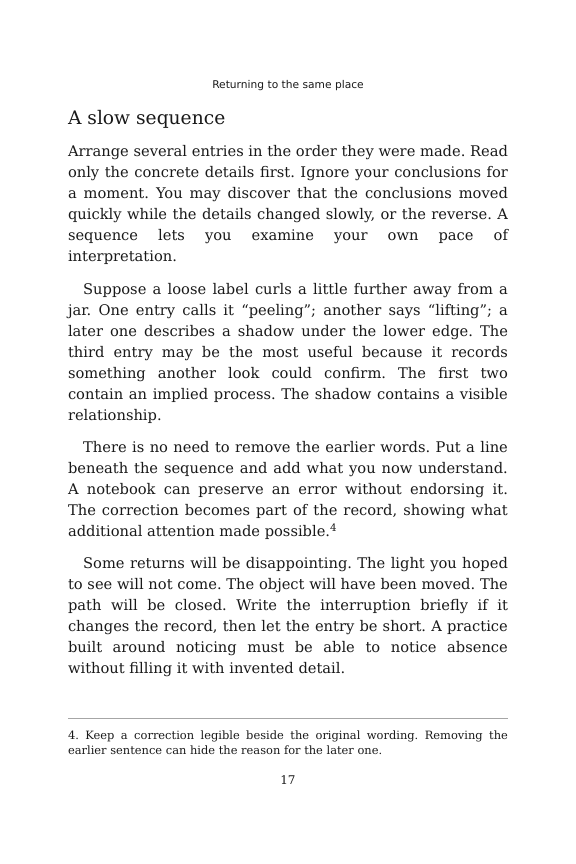 Returning to the same place
A slow sequence
Arrange several entries in the order they were made. Read
only the concrete details first. Ignore your conclusions for
a moment. You may discover that the conclusions moved
quickly while the details changed slowly, or the reverse. A
sequence lets you examine your own pace of
interpretation.
Suppose a loose label curls a little further away from a
jar. One entry calls it “peeling”; another says “lifting”; a
later one describes a shadow under the lower edge. The
third entry may be the most useful because it records
something another look could confirm. The first two
contain an implied process. The shadow contains a visible
relationship.
There is no need to remove the earlier words. Put a line
beneath the sequence and add what you now understand.
A notebook can preserve an error without endorsing it.
The correction becomes part of the record, showing what
additional attention made possible.⁴
Some returns will be disappointing. The light you hoped
to see will not come. The object will have been moved. The
path will be closed. Write the interruption briefly if it
changes the record, then let the entry be short. A practice
built around noticing must be able to notice absence
without filling it with invented detail.
4. Keep a correction legible beside the original wording. Removing the
earlier sentence can hide the reason for the later one.
17